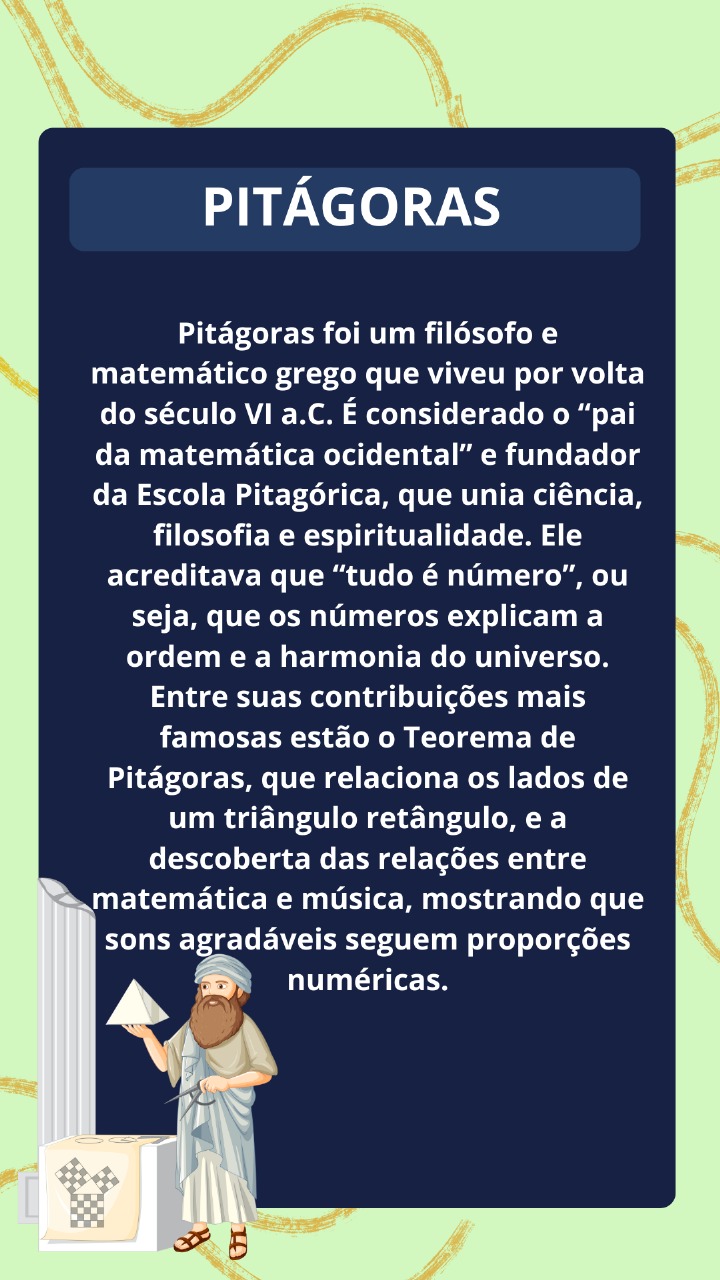 PITÁGORAS
Pitágoras foi um filósofo e
matemático grego que viveu por volta
do século VI a.C. É considerado o “pai
da matemática ocidental” e fundador
da Escola Pitagórica, que unia ciência,
filosofia e espiritualidade. Ele
acreditava que “tudo é número”, ou
seja, que os números explicam a
ordem e a harmonia do universo.
Entre suas contribuições mais
famosas estão o Teorema de
Pitágoras, que relaciona os lados de
um triângulo retângulo, e a
descoberta das relações entre
matemática e música, mostrando que
sons agradáveis seguem proporções
numéricas.